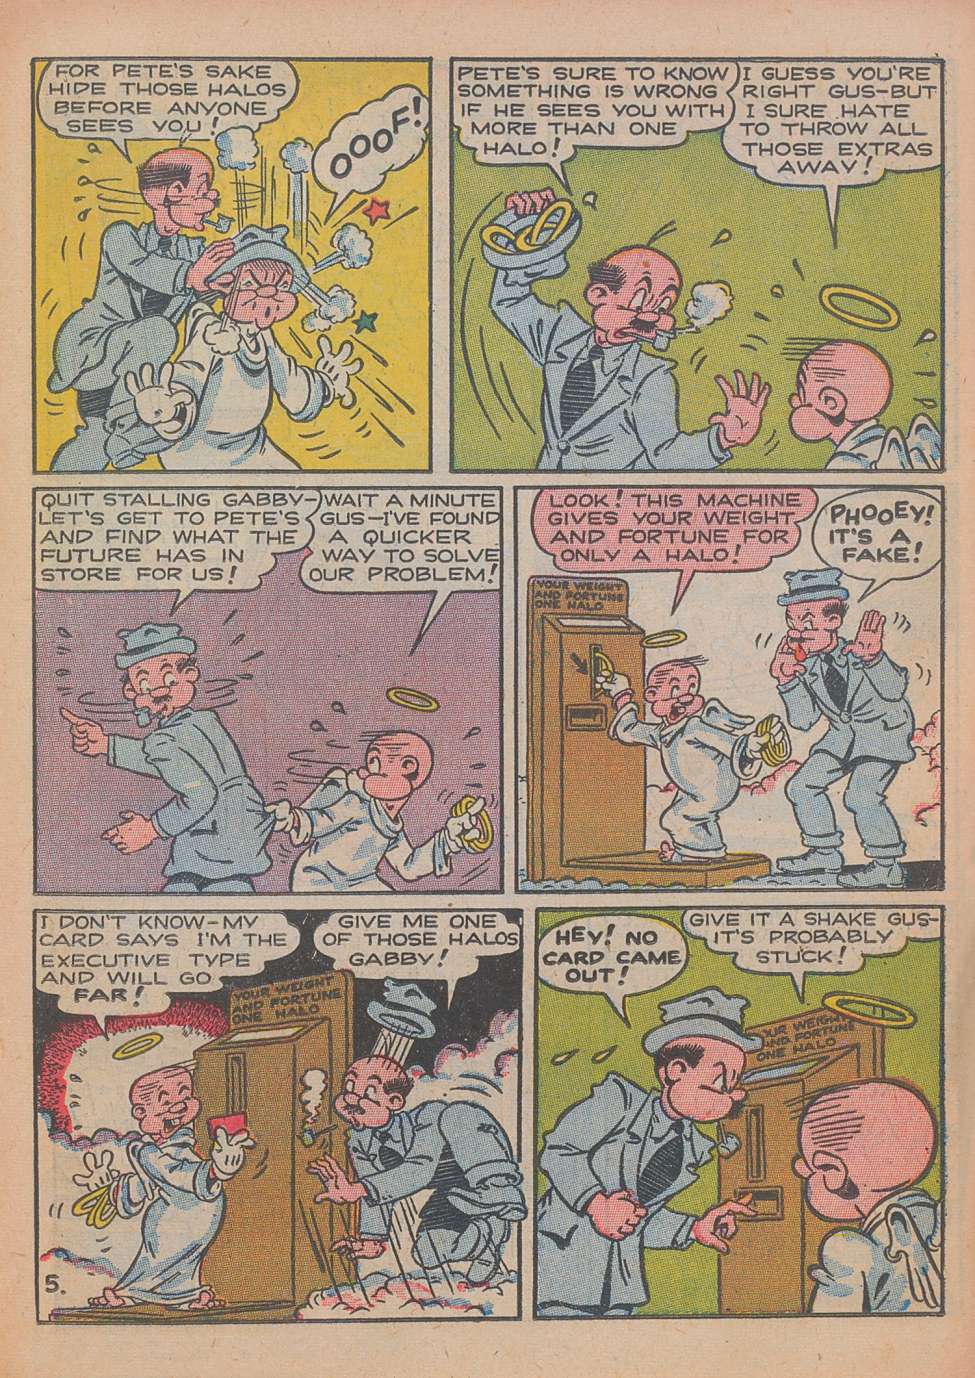 FOR PETE'S SAKE
HIDE THOSE HALOS
BEFORE ANYONE
SEES YOU!
OOOF!
PETE'S SURE TO KNOW
SOMETHING IS WRONG
IF HE SEES YOU WITH
MORE THAN ONE
HALO!
I GUESS YOU'RE
RIGHT GUS-BUT
I SURE HATE
TO THROW ALL
THOSE EXTRAS
AWAY!
QUIT STALLING GABBY-
LET'S GET TO PETE'S
AND FIND WHAT THE
FUTURE HAS IN
STORE FOR US!
WAIT A MINUTE
GUS-I'VE FOUND
A QUICKER
WAY TO SOLVE
OUR PROBLEM!
LOOK! THIS MACHINE
GIVES YOUR WEIGHT
AND FORTUNE FOR
ONLY A HALO!
PHOOEY!
IT'S A
FAKE!
YOUR WEIGHT
AND FORTUNE
ONE HALO
I DON'T KNOW-MY
CARD SAYS I'M THE
EXECUTIVE TYPE
AND WILL GO
FAR!
GIVE ME ONE
OF THOSE HALOS
GABBY!
YOUR WEIGHT
AND FORTUNE
ONE HALO
5.
HEY! NO
CARD CAME
OUT!
GIVE IT A SHAKE GUS-
IT'S PROBABLY
STUCK!
OUR WEIGHT
AND FORTUNE
ONE HALO